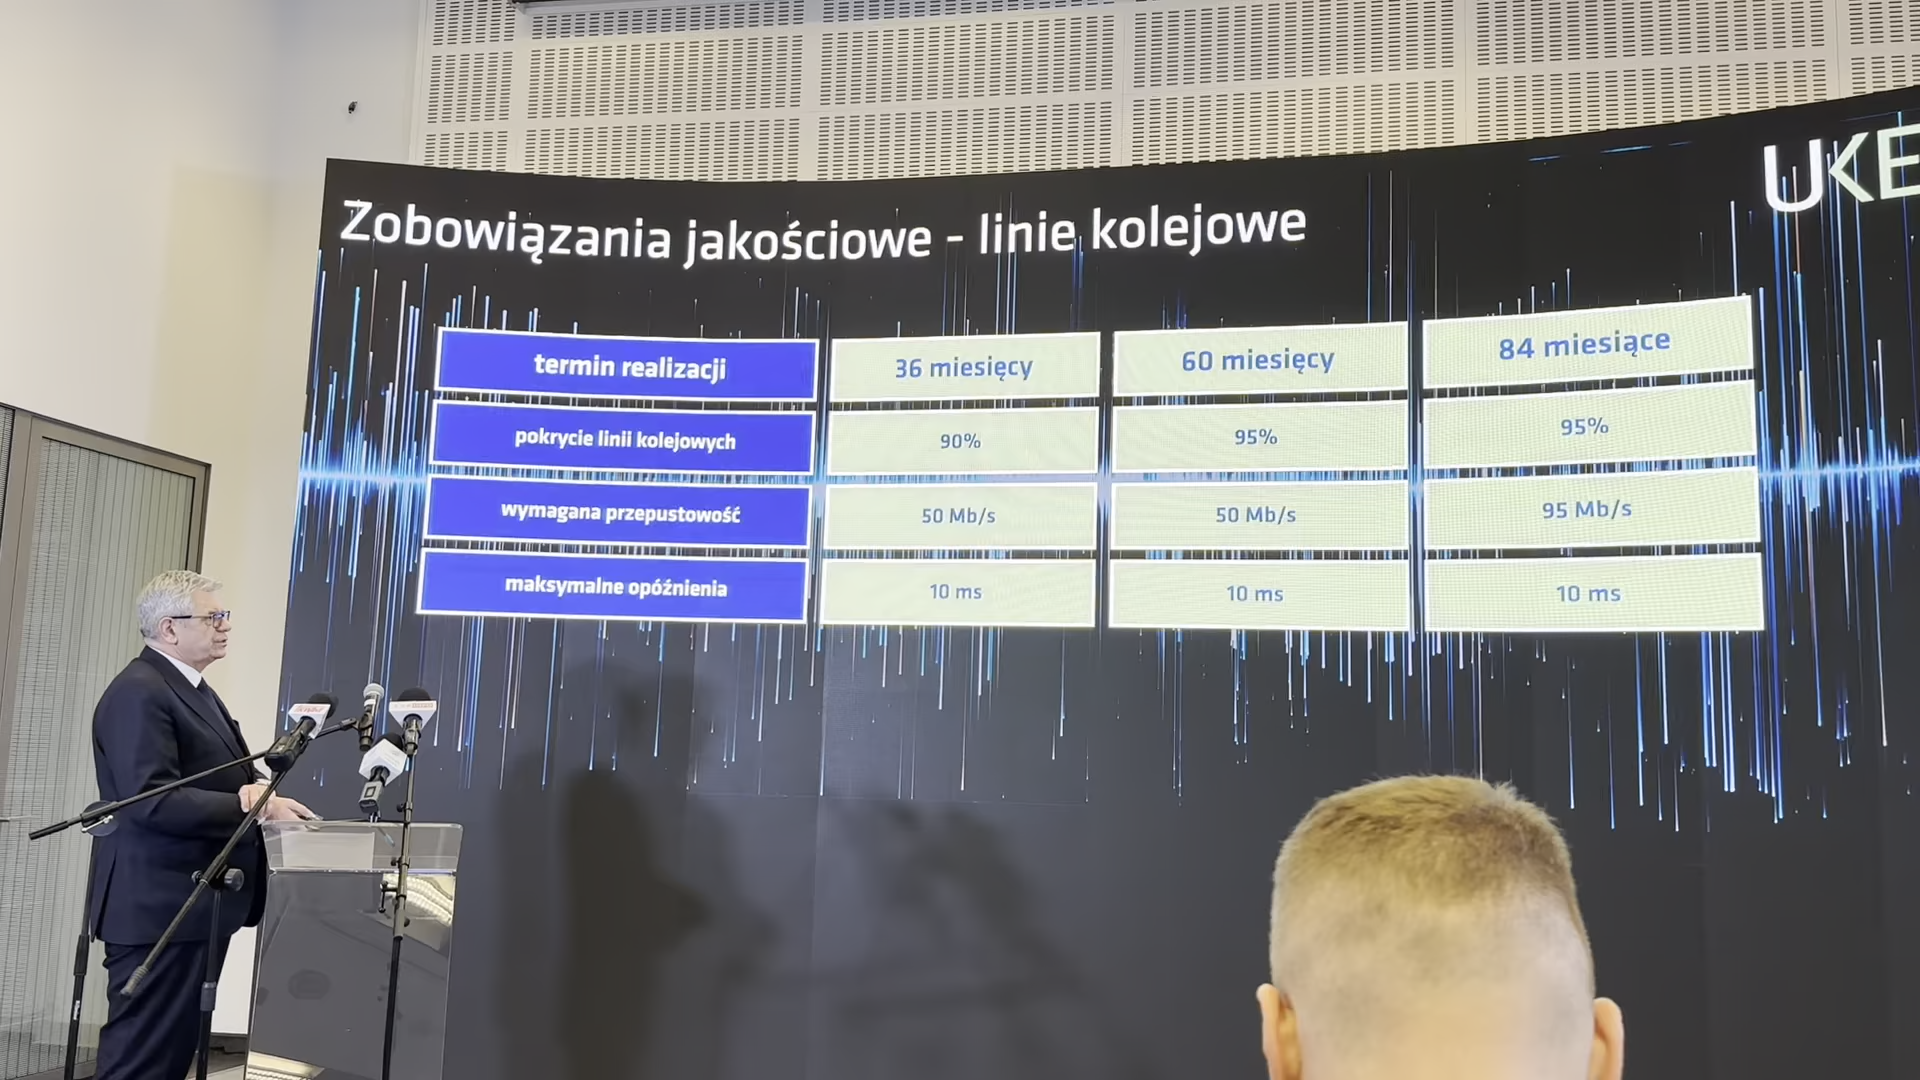 UKE
Zobowiązania jakościowe - linie kolejowe
termin realizacji 36 miesięcy 60 miesięcy 84 miesiące
pokrycie linii kolejowych 90% 95% 95%
wymagana przepustowość 50 Mb/s 50 Mb/s 95 Mb/s
maksymalne opóźnienia 10 ms 10 ms 10 ms